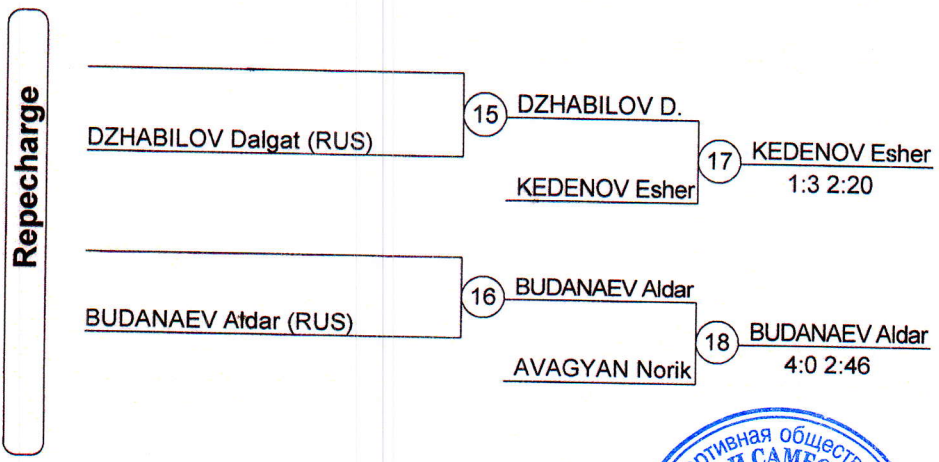 Repechage
DZHABILOV Dalgat (RUS)
15
DZHABILOV D.
KEDENOV Esher
17
KEDENOV Esher
1:3 2:20
BUDANAEV Aldar (RUS)
16
BUDANAEV Aldar
AVAGYAN Norik
18
BUDANAEV Aldar
4:0 2:46